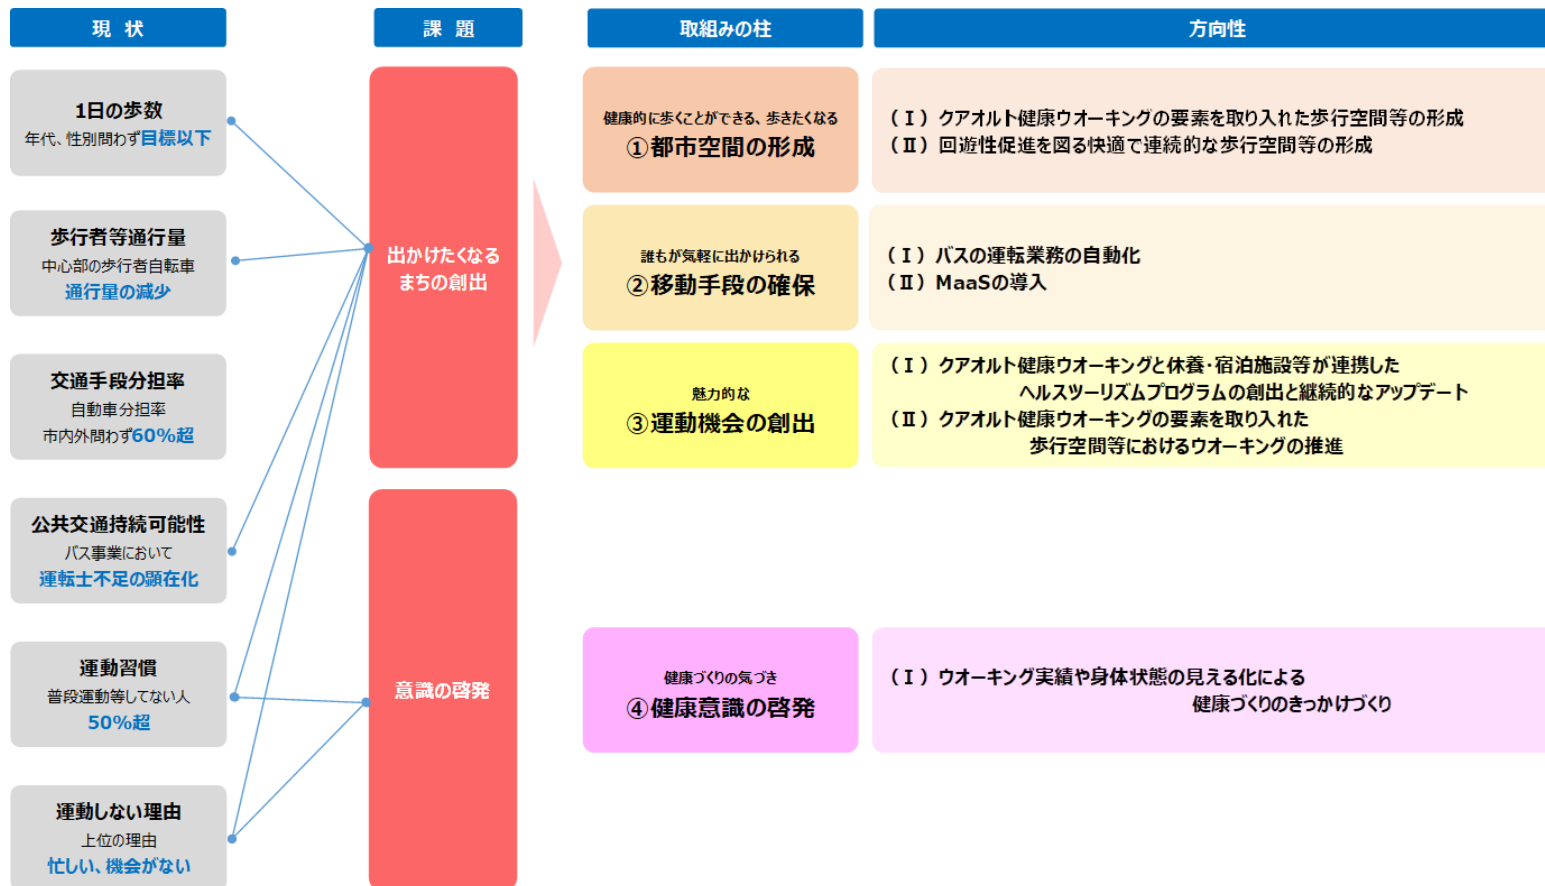 現 状
課 題
取組みの柱
方向性
1日の歩数
年代、性別問わず目標以下
歩行者等通行量
中心部の歩行者自転車
通行量の減少
交通手段分担率
自動車分担率
市内外問わず60%超
公共交通持続可能性
バス事業において
運転士不足の顕在化
運動習慣
普段運動等してない人
50%超
運動しない理由
上位の理由
忙しい、機会がない
出かけたくなる
まちの創出
意識の啓発
健康的に歩くことができる、歩きたくなる
①都市空間の形成
(Ⅰ)クアオルト健康ウオーキングの要素を取り入れた歩行空間等の形成
(Ⅱ)回遊性促進を図る快適で連続的な歩行空間等の形成
誰もが気軽に出かけられる
②移動手段の確保
(Ⅰ)バスの運転業務の自動化
(Ⅱ)MaaSの導入
魅力的な
③運動機会の創出
(Ⅰ)クアオルト健康ウオーキングと休養・宿泊施設等が連携した
ヘルスツーリズムプログラムの創出と継続的なアップデート
(Ⅱ)クアオルト健康ウオーキングの要素を取り入れた
歩行空間等におけるウオーキングの推進
健康づくりの気づき
④健康意識の啓発
(Ⅰ)ウオーキング実績や身体状態の見える化による
健康づくりのきっかけづくり